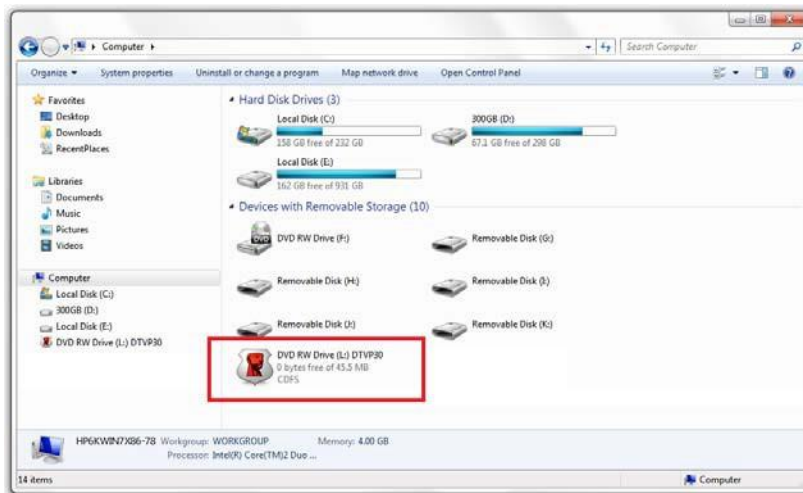 Computer
Search Computer
Organize
System properties
Uninstall or change a program
Map network drive
Open Control Panel
Favorites
Desktop
Downloads
RecentPlaces
Libraries
Documents
Music
Pictures
Videos
Computer
Local Disk (C:)
300GB (D:)
Local Disk (E:)
DVD RW Drive (L:) DTVP30
Hard Disk Drives (3)
Local Disk (C:)
158 GB free of 232 GB
300GB (D:)
67.1 GB free of 298 GB
Local Disk (E:)
162 GB free of 931 GB
Devices with Removable Storage (10)
DVD
DVD RW Drive (F:)
Removable Disk (G:)
Removable Disk (H:)
Removable Disk (I:)
Removable Disk (J:)
Removable Disk (K:)
DVD RW Drive (L:) DTVP30
0 bytes free of 45.5 MB
CDFS
HP6KWIN7X86-78 Workgroup: WORKGROUP Memory: 4.00 GB
Processor: Intel(R) Core(TM)2 Duo ...
14 items
Computer